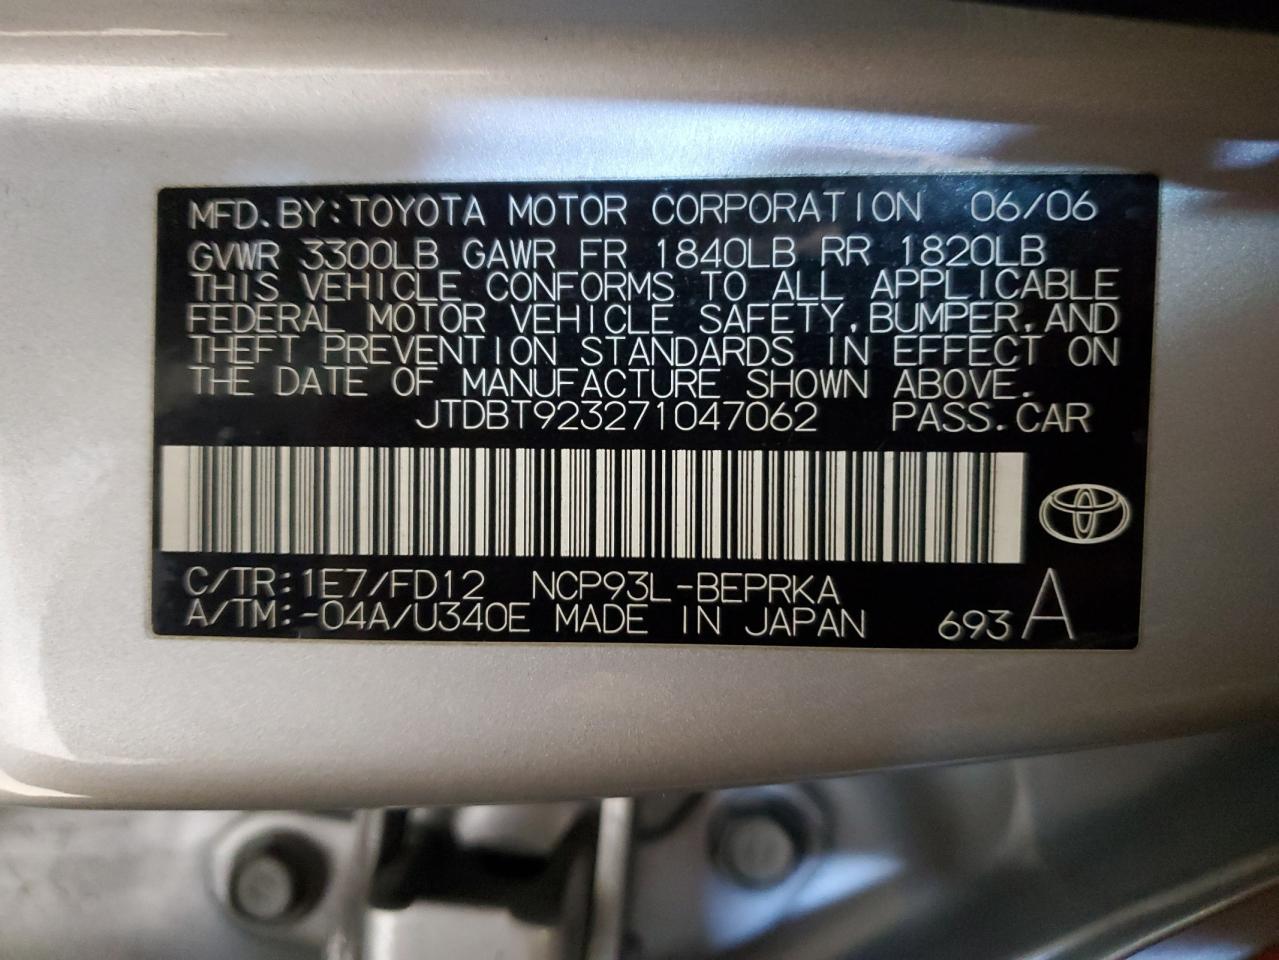 MFD.BY:TOYOTA MOTOR CORPORATION 06/06
GVWR 3300LB GAWR FR 1840LB RR 1820LB
THIS VEHICLE CONFORMS TO ALL APPLICABLE
FEDERAL MOTOR VEHICLE SAFETY,BUMPER,AND
THEFT PREVENTION STANDARDS IN EFFECT ON
THE DATE OF MANUFACTURE SHOWN ABOVE.
JTDBT923271047062 PASS.CAR
C/TR:1E7/FD12 NCP93L-BEPRKA
A/TM:-04A/U340E MADE IN JAPAN 693 A